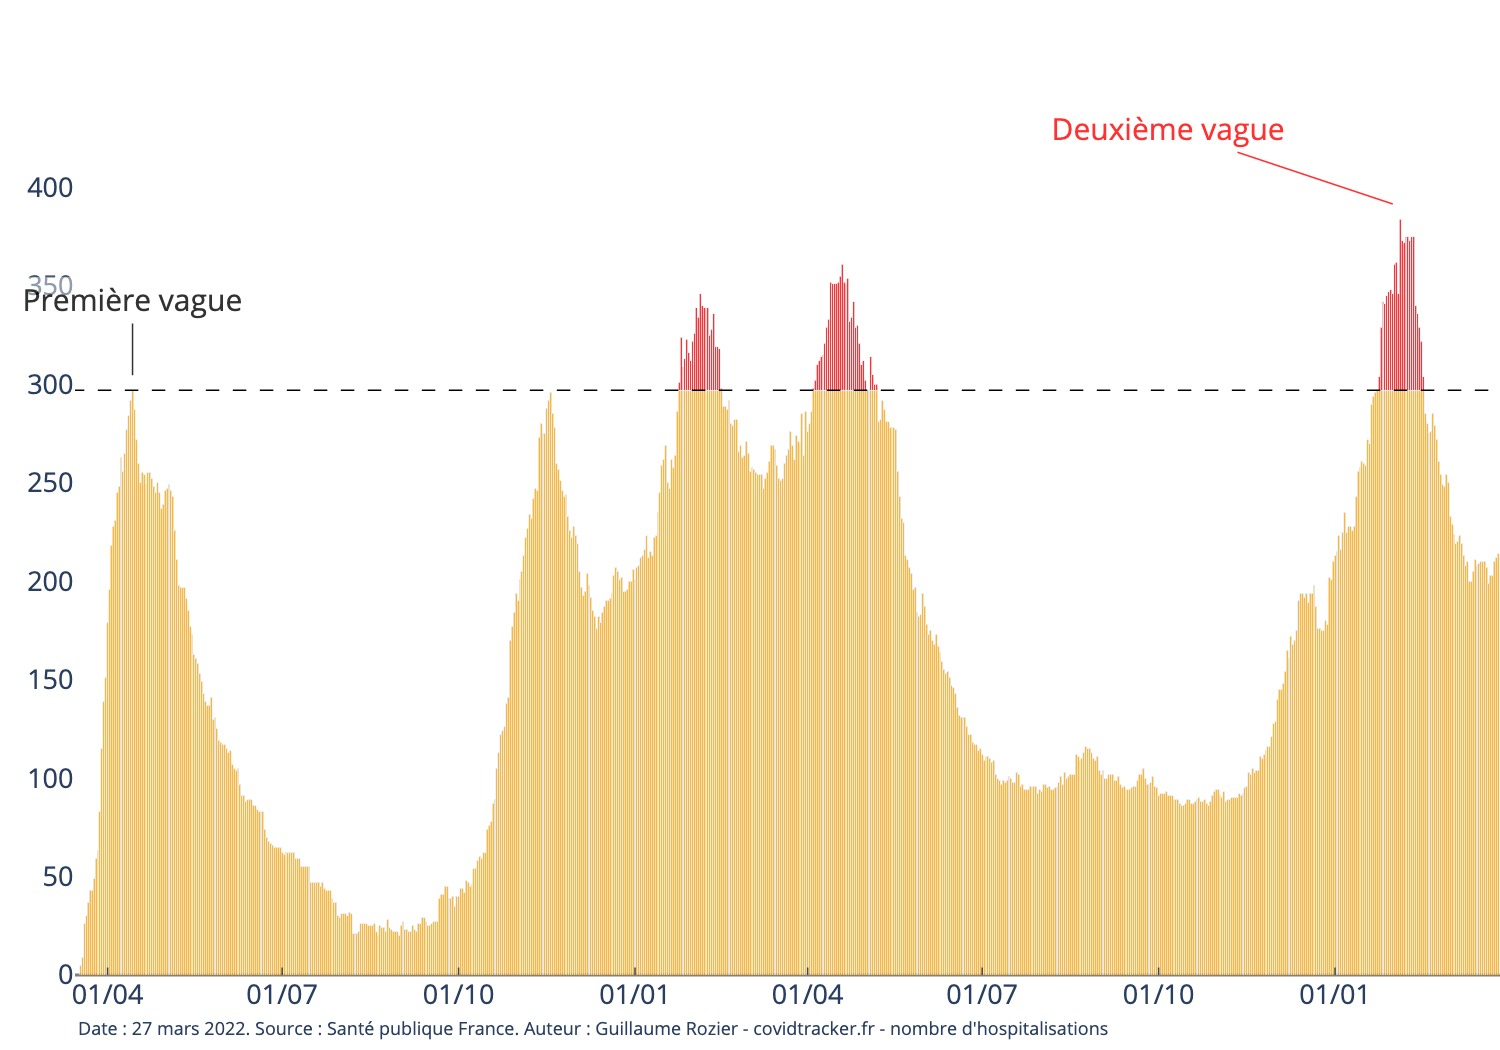 Deuxième vague
400
350
Première vague
300
250
200
150
100
50
0
01/04 01/07 01/10 01/01 01/04 01/07 01/10 01/01
Date : 27 mars 2022. Source : Santé publique France. Auteur : Guillaume Rozier - covidtracker.fr - nombre d'hospitalisations